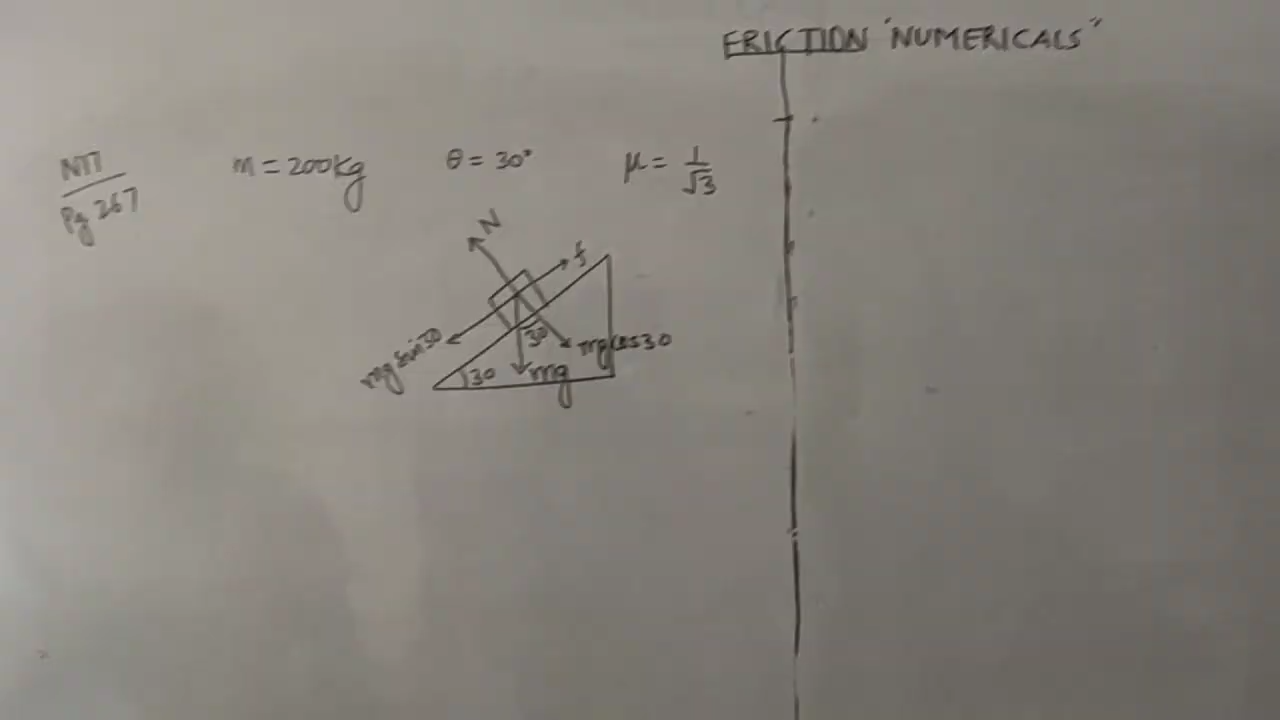 FRICTION "NUMERICALS"
NTT
Pg 267
m = 200kg
θ = 30°
μ = 1/√3
N
f
mg sin30
30
mg cos30
30
mg